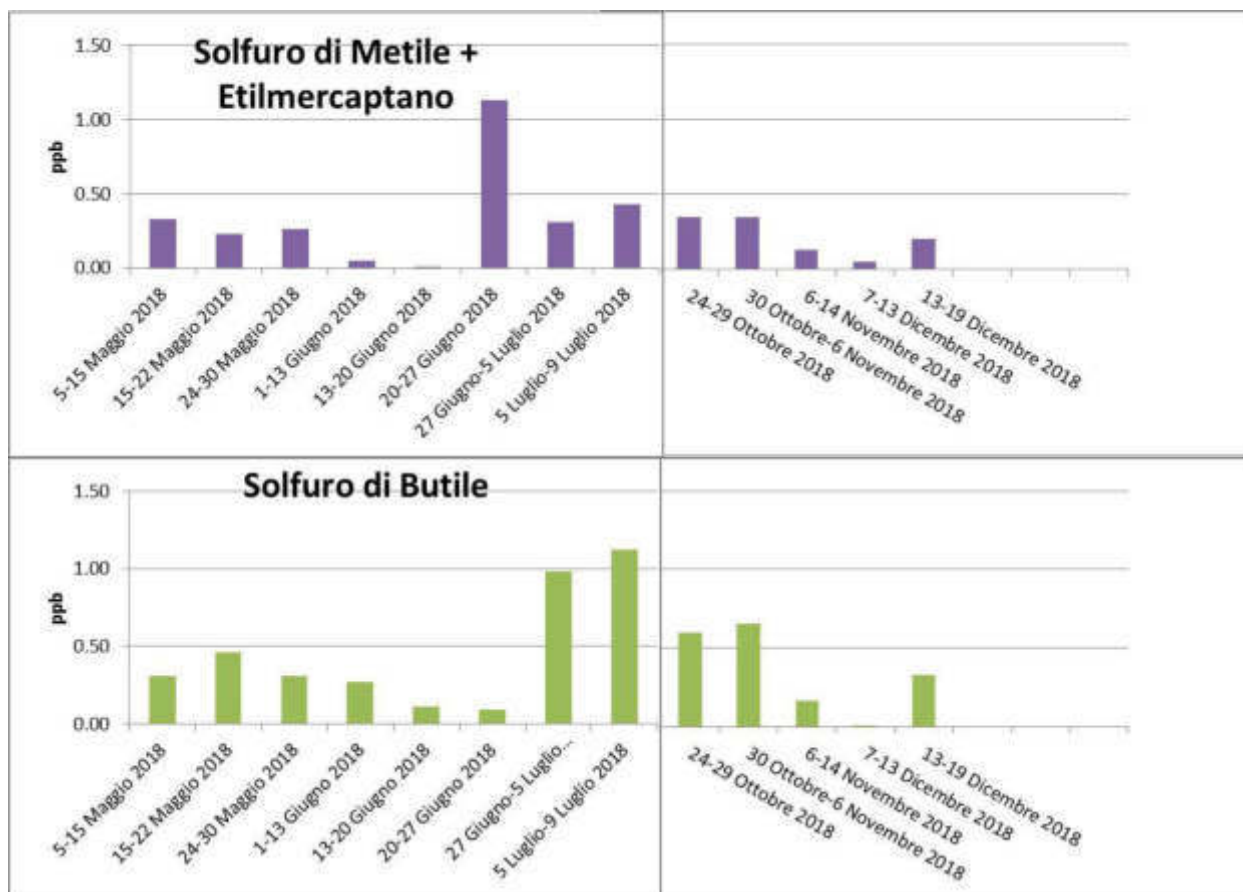 Solfuro di Metile +
Etilmercaptano
ppb
1.50
1.00
0.50
0.00
5-15 Maggio 2018
15-22 Maggio 2018
24-30 Maggio 2018
1-13 Giugno 2018
13-20 Giugno 2018
20-27 Giugno 2018
27 Giugno-5 Luglio 2018
5 Luglio-9 Luglio 2018
24-29 Ottobre 2018
30 Ottobre-6 Novembre 2018
6-14 Novembre 2018
7-13 Dicembre 2018
13-19 Dicembre 2018
Solfuro di Butile
ppb
1.50
1.00
0.50
0.00
5-15 Maggio 2018
15-22 Maggio 2018
24-30 Maggio 2018
1-13 Giugno 2018
13-20 Giugno 2018
20-27 Giugno 2018
27 Giugno-5 Luglio...
5 Luglio-9 Luglio 2018
24-29 Ottobre 2018
30 Ottobre-6 Novembre 2018
6-14 Novembre 2018
7-13 Dicembre 2018
13-19 Dicembre 2018